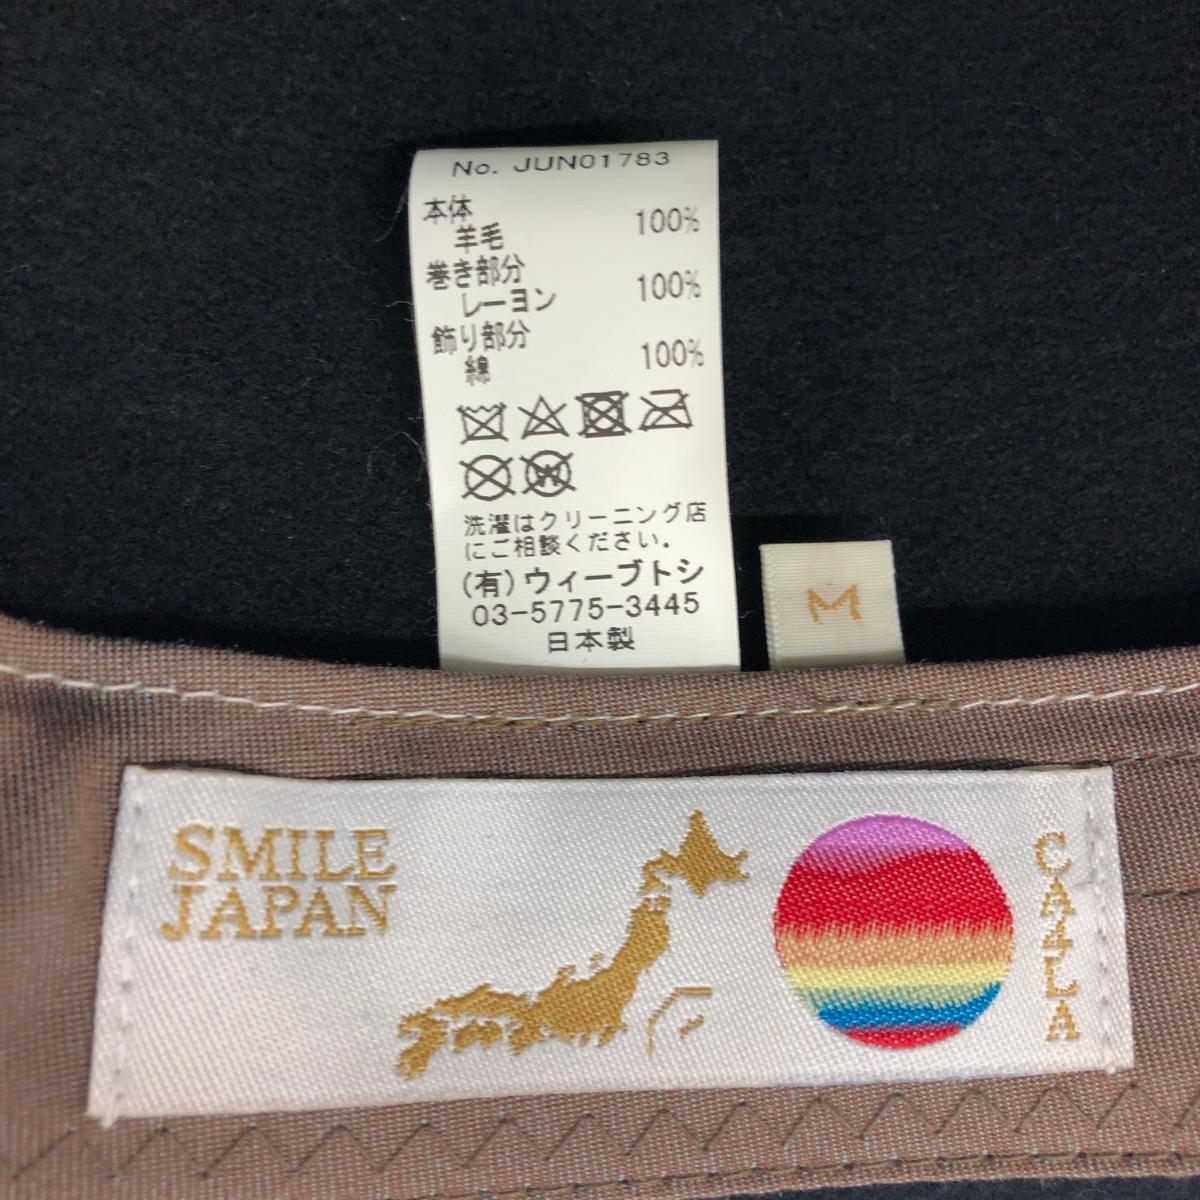 No. JUN01783
本体
羊毛 100%
巻き部分
レーヨン 100%
飾り部分
綿 100%
W
洗濯はクリーニング店
にご相談ください.
(有)ウィーブトシ
03-5775-3445
日本製
M
SMILE
JAPAN
CA4LA